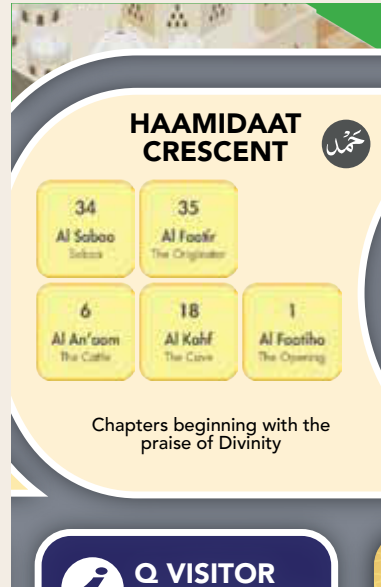 HAAMIDAAT
CRESCENT
حَمْد
34
Al Sabaa
Sabaa
35
Al Faatir
The Originator
6
Al An'aam
The Cattle
18
Al Kahf
The Cave
1
Al Faatiha
The Opening
Chapters beginning with the
praise of Divinity
i
Q VISITOR